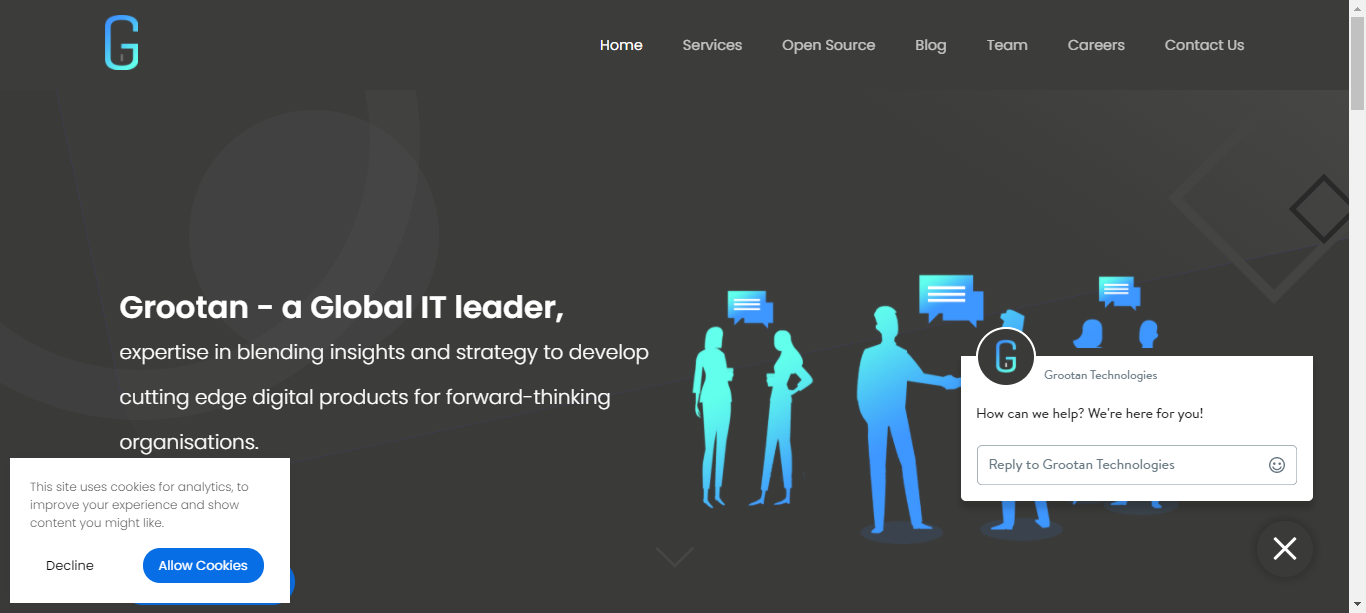 G
Home Services Open Source Blog Team Careers Contact Us
Grootan - a Global IT leader,
expertise in blending insights and strategy to develop
cutting edge digital products for forward-thinking
organisations.
G
Grootan Technologies
How can we help? We're here for you!
Reply to Grootan Technologies
This site uses cookies for analytics, to
improve your experience and show
content you might like.
Decline Allow Cookies